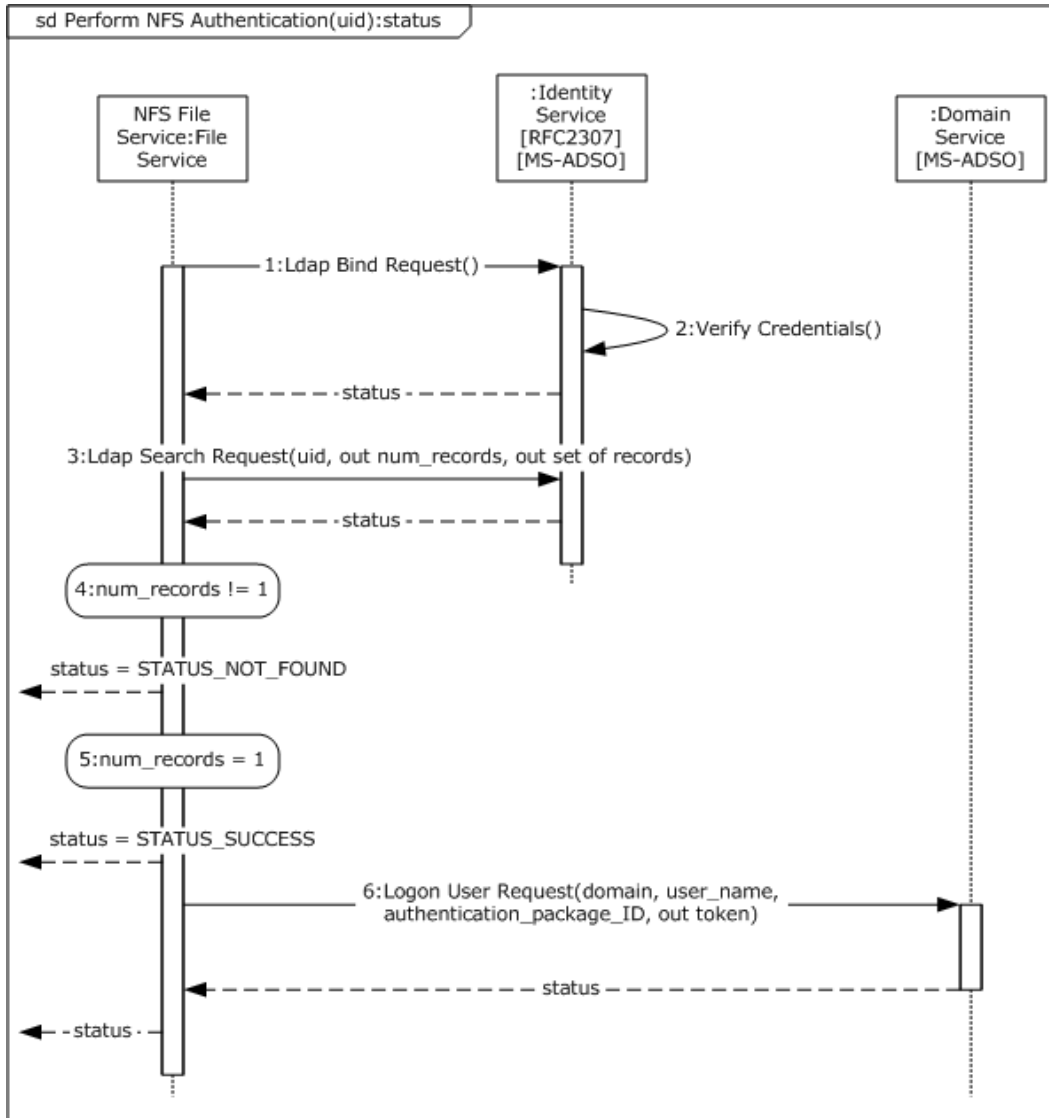 sd Perform NFS Authentication(uid):status
NFS File
Service:File
Service
:Identity
Service
[RFC2307]
[MS-ADSO]
:Domain
Service
[MS-ADSO]
1:Ldap Bind Request()
2:Verify Credentials()
status
3:Ldap Search Request(uid, out num_records, out set of records)
status
4:num_records != 1
status = STATUS_NOT_FOUND
5:num_records = 1
status = STATUS_SUCCESS
6:Logon User Request(domain, user_name,
authentication_package_ID, out token)
status
status